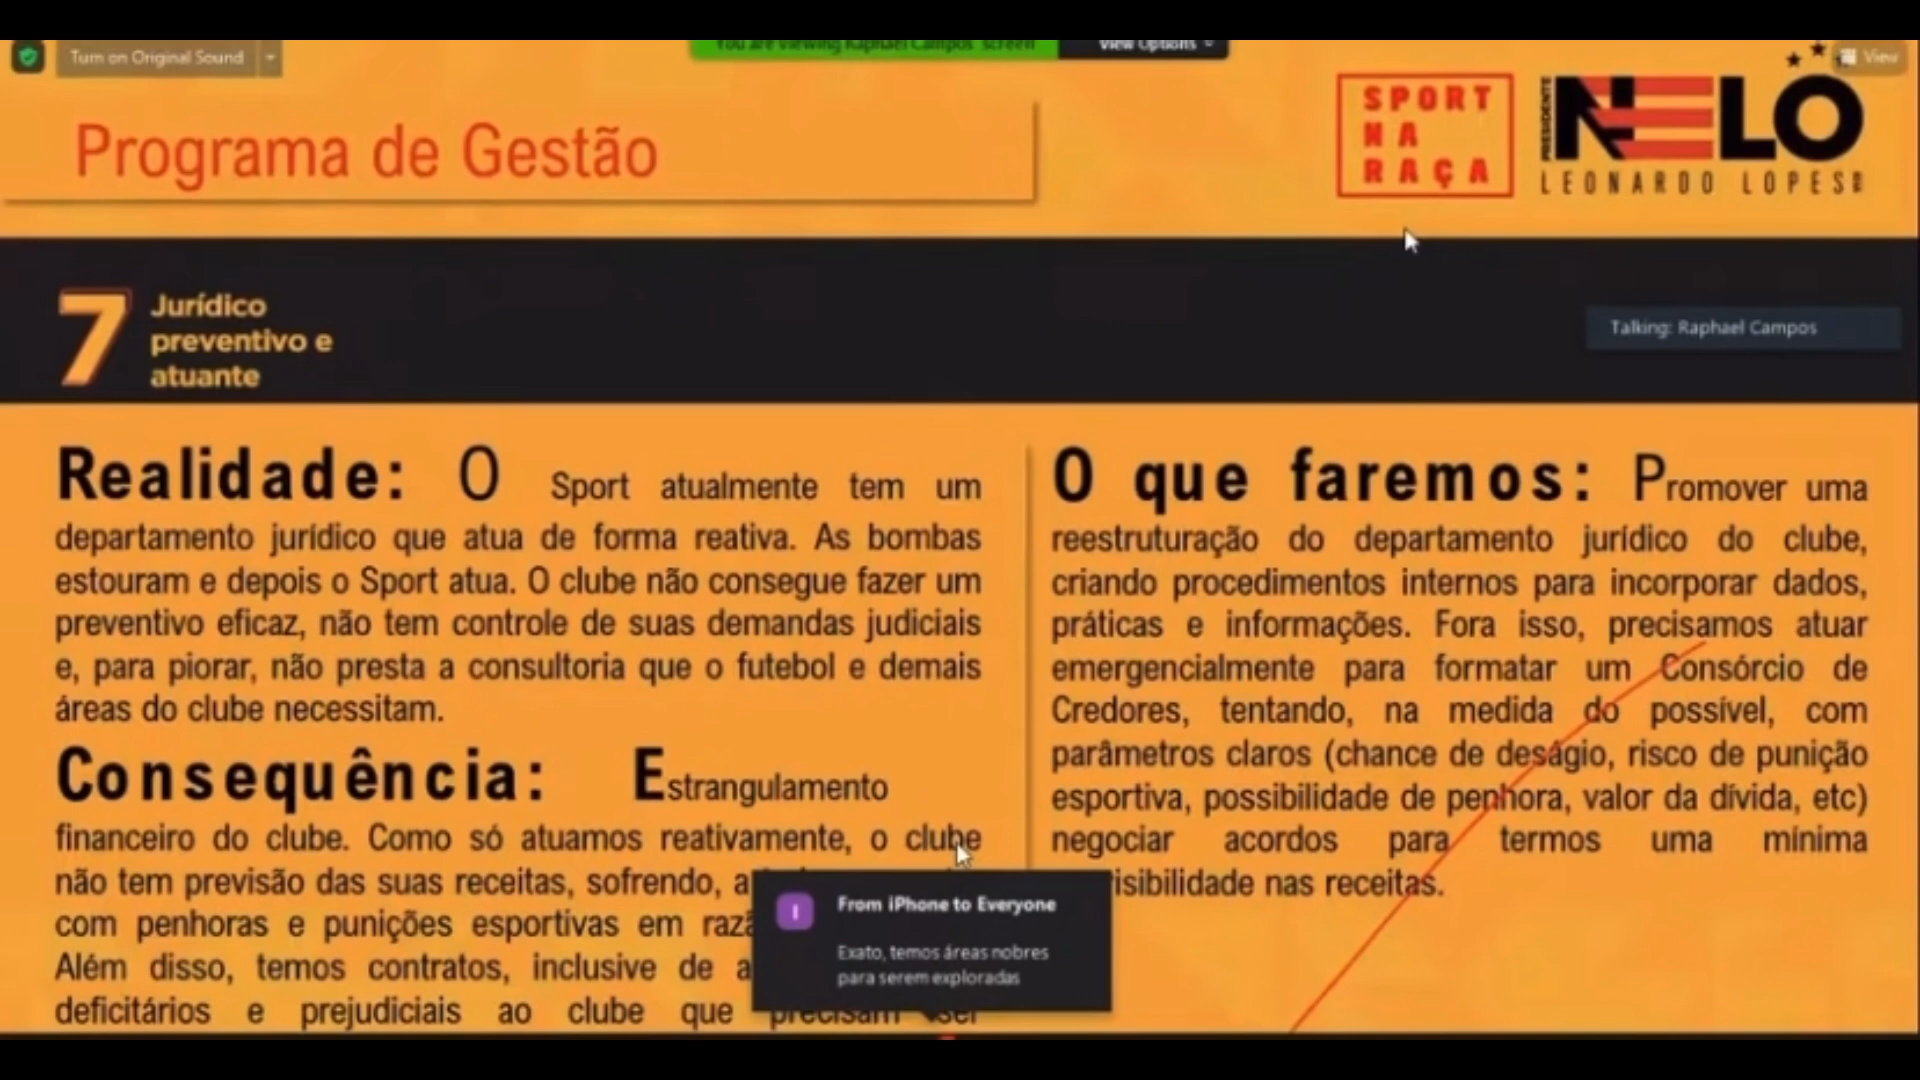 Turn on Original Sound
You are viewing Raphael Campos' screen
View Options
View
Programa de Gestão
SPORT
NA
RAÇA
PRESIDENTE
NELO
LEONARDO LOPES
7
Jurídico
preventivo e
atuante
Talking: Raphael Campos
Realidade: O Sport atualmente tem um
departamento jurídico que atua de forma reativa. As bombas
estouram e depois o Sport atua. O clube não consegue fazer um
preventivo eficaz, não tem controle de suas demandas judiciais
e, para piorar, não presta a consultoria que o futebol e demais
áreas do clube necessitam.
Consequência: Estrangulamento
financeiro do clube. Como só atuamos reativamente, o clube
não tem previsão das suas receitas, sofrendo,
com penhoras e punições esportivas em
Além disso, temos contratos, inclusive de
deficitários e prejudiciais ao clube que precisam ser
O que faremos: Promover uma
reestruturação do departamento jurídico do clube,
criando procedimentos internos para incorporar dados,
práticas e informações. Fora isso, precisamos atuar
emergencialmente para formatar um Consórcio de
Credores, tentando, na medida do possível, com
parâmetros claros (chance de deságio, risco de punição
esportiva, possibilidade de penhora, valor da dívida, etc)
negociar acordos para termos uma mínima
isibilidade nas receitas.
I
From iPhone to Everyone
Exato, temos áreas nobres
para serem exploradas